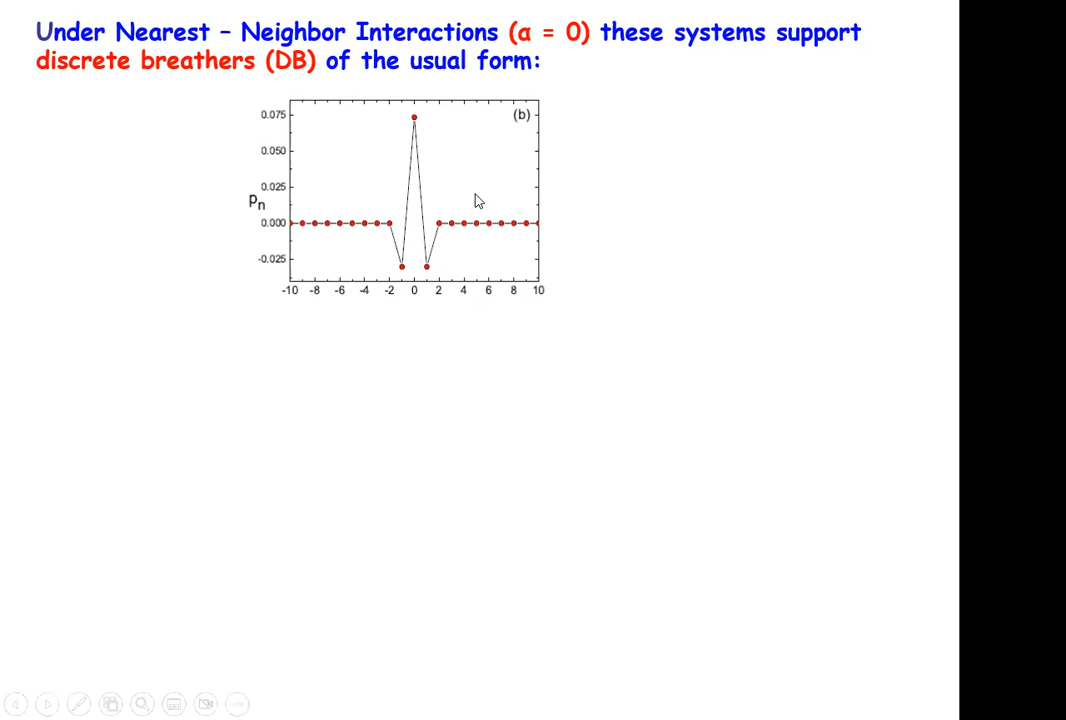 Under Nearest – Neighbor Interactions (α = 0) these systems support
discrete breathers (DB) of the usual form:
(b)
0.075
0.050
0.025
pn
0.000
-0.025
-10 -8 -6 -4 -2 0 2 4 6 8 10